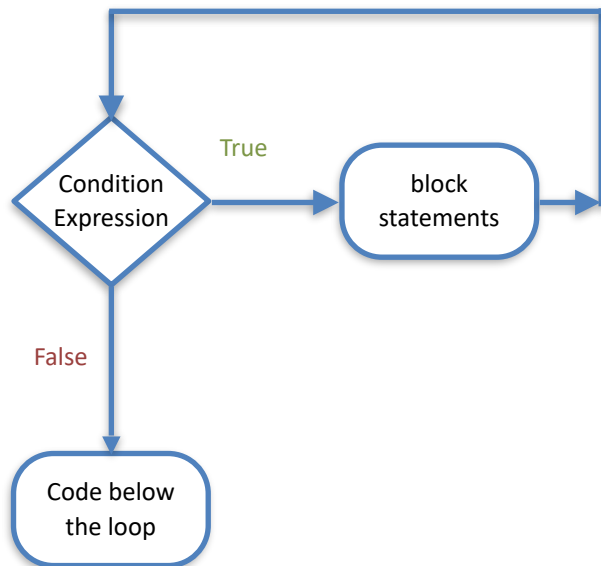 True
Condition
Expression
block
statements
False
Code below
the loop